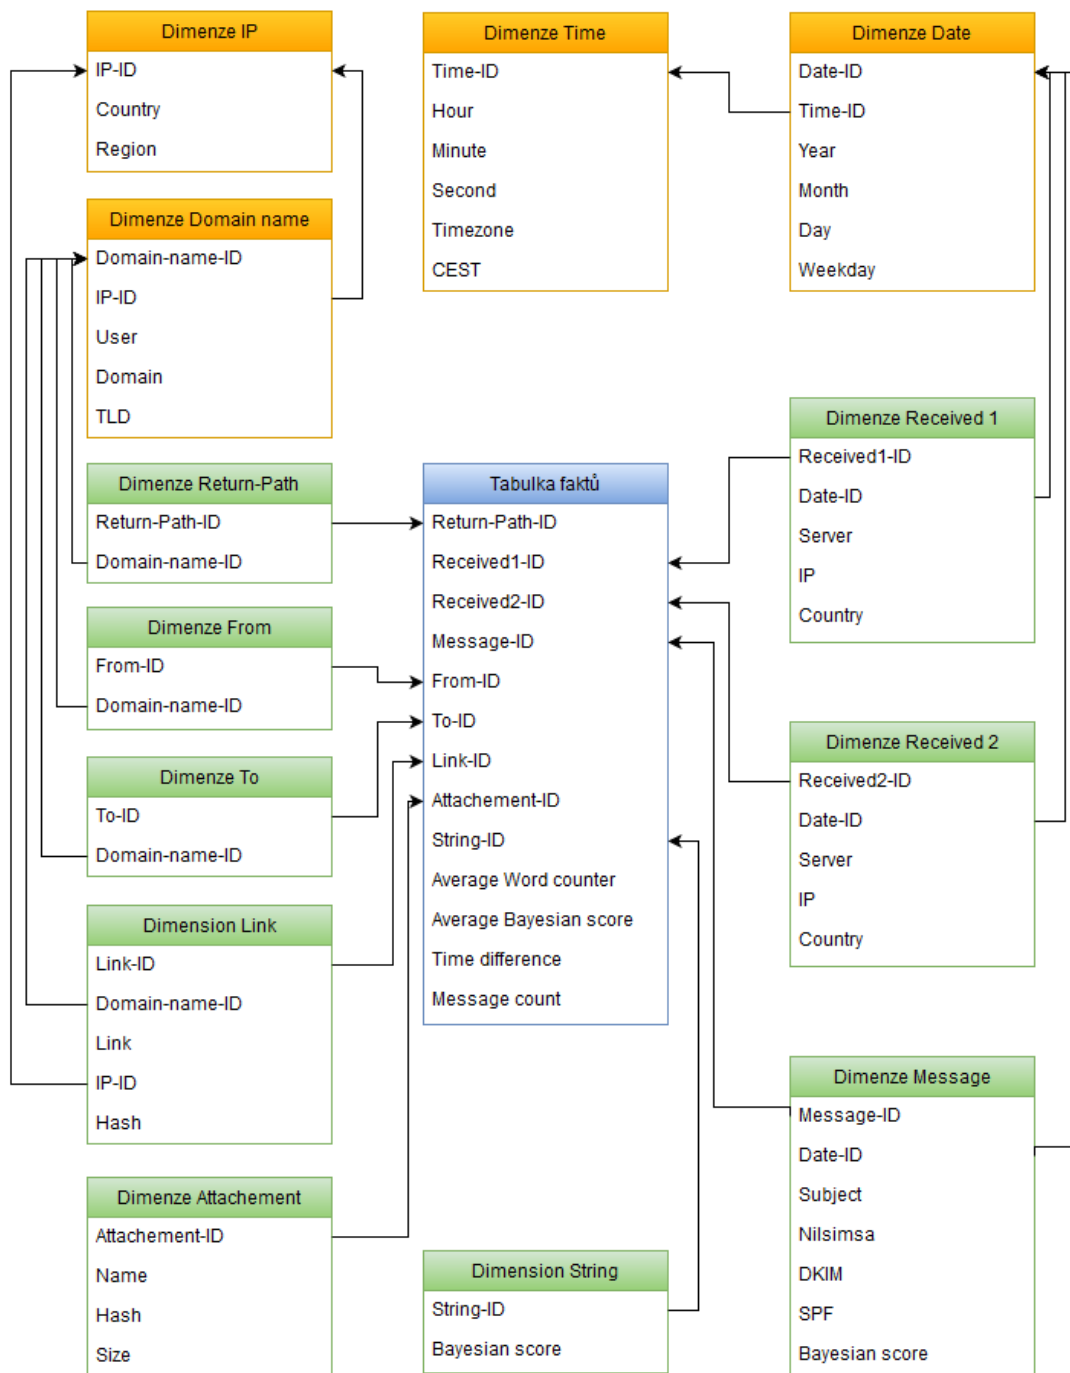 Dimenze IP
IP-ID
Country
Region
Dimenze Time
Time-ID
Hour
Minute
Second
Timezone
CEST
Dimenze Date
Date-ID
Time-ID
Year
Month
Day
Weekday
Dimenze Domain name
Domain-name-ID
IP-ID
User
Domain
TLD
Dimenze Return-Path
Return-Path-ID
Domain-name-ID
Dimenze From
From-ID
Domain-name-ID
Dimenze To
To-ID
Domain-name-ID
Dimension Link
Link-ID
Domain-name-ID
Link
IP-ID
Hash
Dimenze Attachement
Attachement-ID
Name
Hash
Size
Tabulka faktů
Return-Path-ID
Received1-ID
Received2-ID
Message-ID
From-ID
To-ID
Link-ID
Attachement-ID
String-ID
Average Word counter
Average Bayesian score
Time difference
Message count
Dimension String
String-ID
Bayesian score
Dimenze Received 1
Received1-ID
Date-ID
Server
IP
Country
Dimenze Received 2
Received2-ID
Date-ID
Server
IP
Country
Dimenze Message
Message-ID
Date-ID
Subject
Nilsimsa
DKIM
SPF
Bayesian score